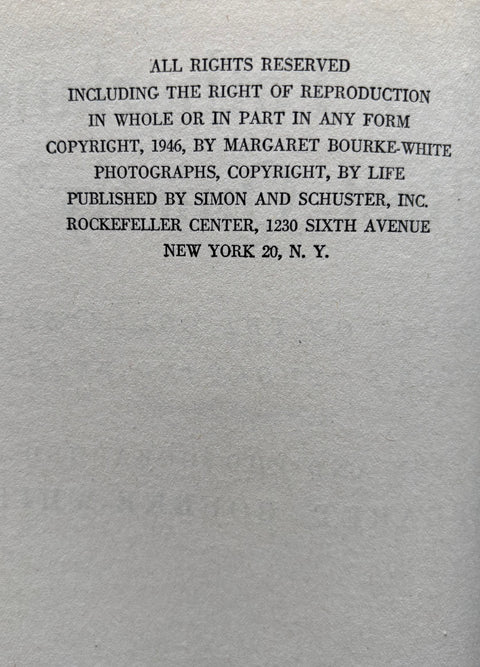 ALL RIGHTS RESERVED
INCLUDING THE RIGHT OF REPRODUCTION
IN WHOLE OR IN PART IN ANY FORM
COPYRIGHT, 1946, BY MARGARET BOURKE-WHITE
PHOTOGRAPHS, COPYRIGHT, BY LIFE
PUBLISHED BY SIMON AND SCHUSTER, INC.
ROCKEFELLER CENTER, 1230 SIXTH AVENUE
NEW YORK 20, N. Y.